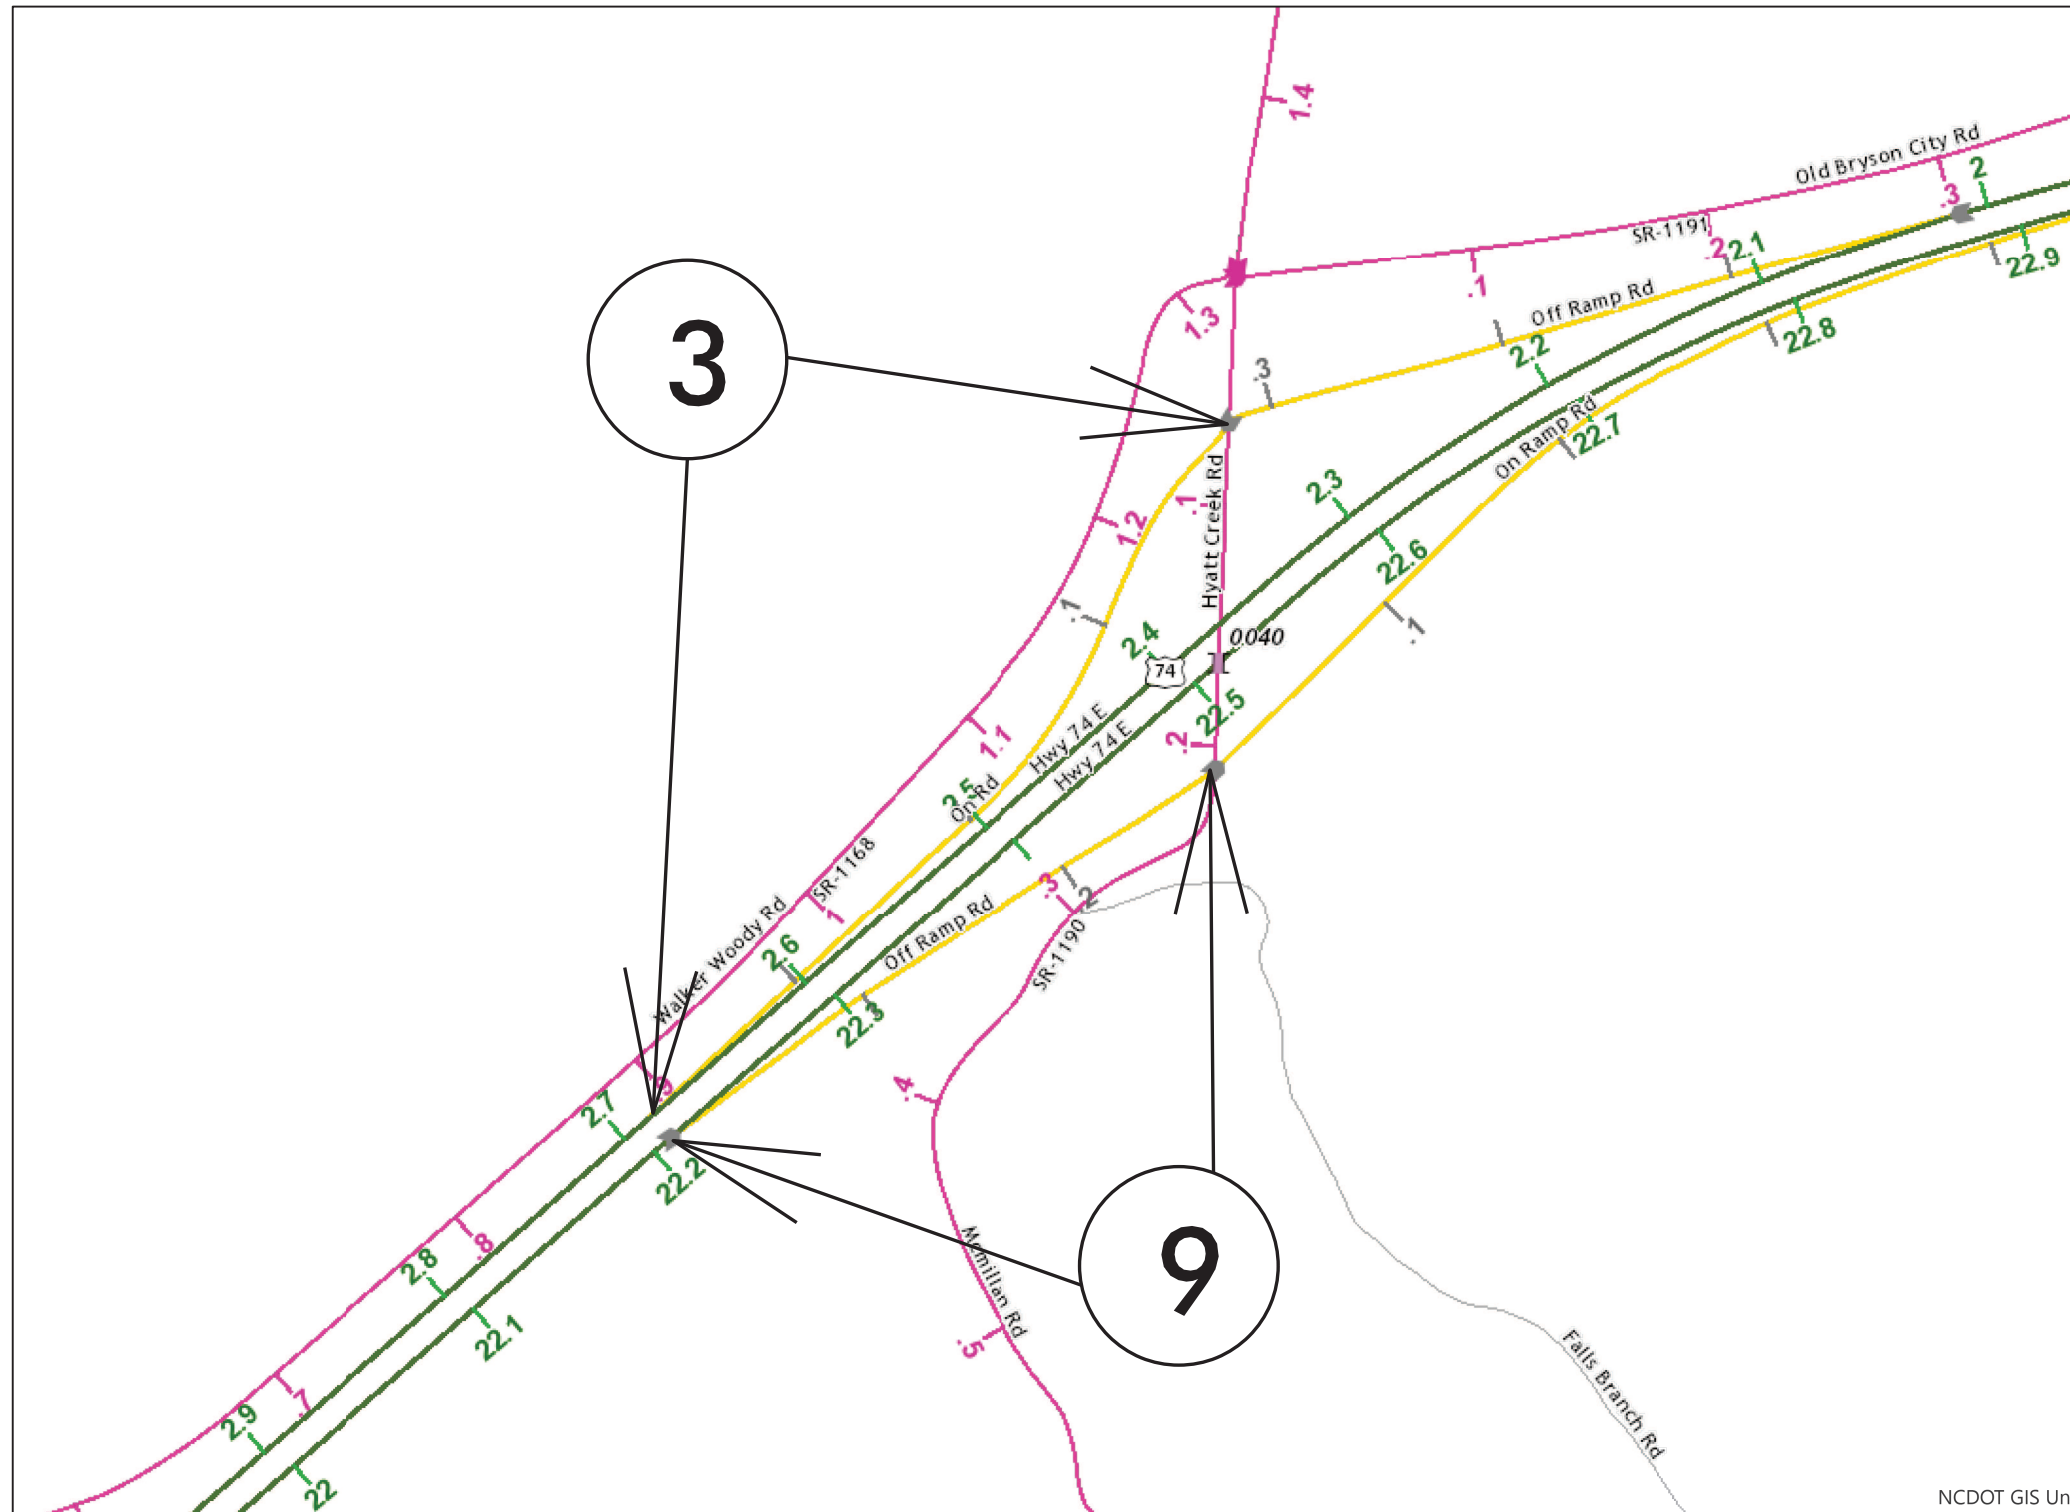 1.4
Old Bryson City Rd
2
.3
SR-1191
.2
2.1
22.9
.1
Off Ramp Rd
1.3
22.8
3
.3
2.2
22.7
On Ramp Rd
2.3
1.2
.1
Hyatt Creek Rd
22.6
.1
.1
2.4
0.040
74
22.5
1.1
Hwy 74 E
Hwy 74 E
.2
2.5
On Rd
SR-1168
1
.3
.2
Walker Woody Rd
2.6
Off Ramp Rd
SR-1190
22.3
.9
.4
2.7
22.2
9
.8
2.8
Mcmillan Rd
22.1
.5
Falls Branch Rd
.7
2.9
22
NCDOT GIS Un